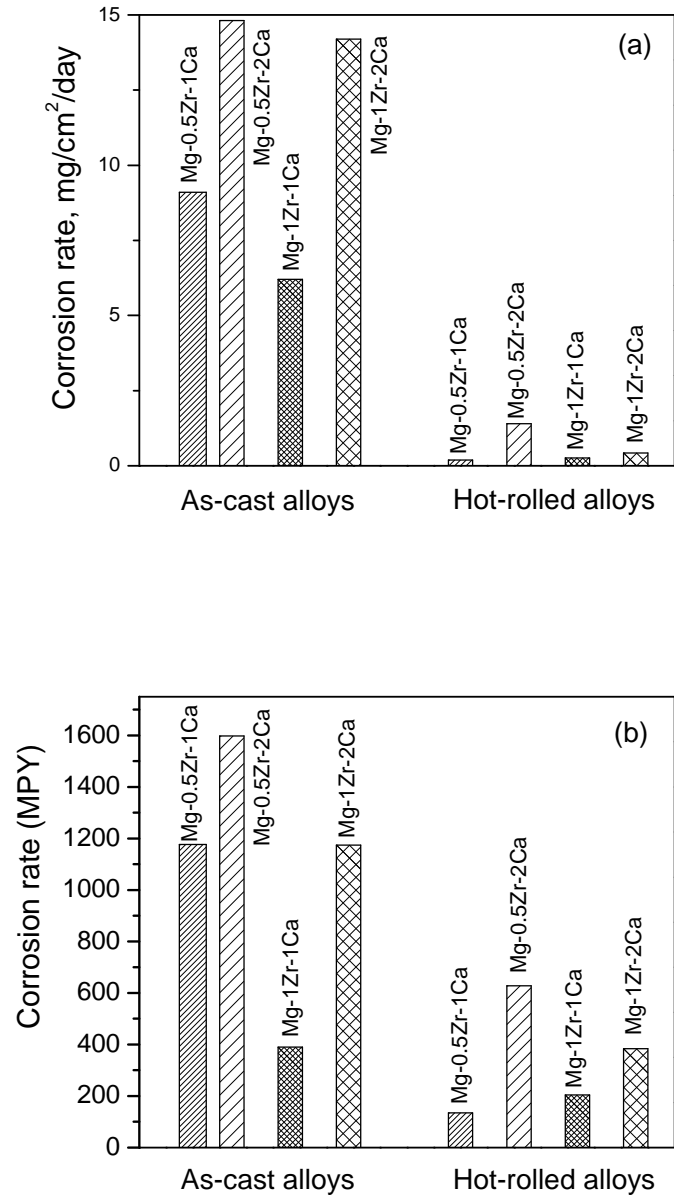 (a)
Corrosion rate, mg/cm²/day
15
10
5
0
Mg-0.5Zr-1Ca
Mg-0.5Zr-2Ca
Mg-1Zr-1Ca
Mg-1Zr-2Ca
Mg-0.5Zr-1Ca
Mg-0.5Zr-2Ca
Mg-1Zr-1Ca
Mg-1Zr-2Ca
As-cast alloys
Hot-rolled alloys
(b)
Corrosion rate (MPY)
1600
1400
1200
1000
800
600
400
200
0
Mg-0.5Zr-1Ca
Mg-0.5Zr-2Ca
Mg-1Zr-1Ca
Mg-1Zr-2Ca
Mg-0.5Zr-1Ca
Mg-0.5Zr-2Ca
Mg-1Zr-1Ca
Mg-1Zr-2Ca
As-cast alloys
Hot-rolled alloys